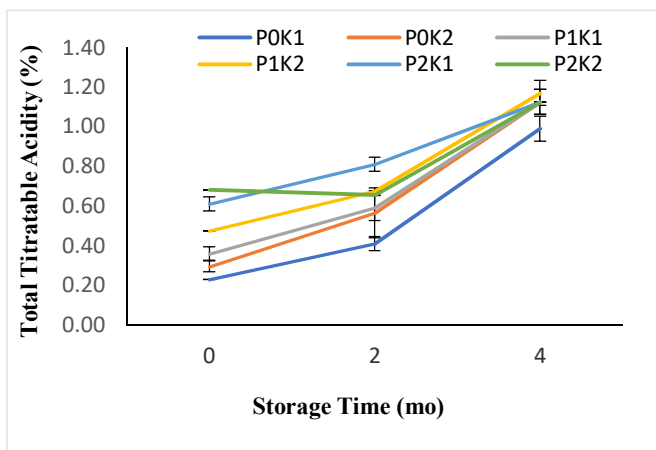 P0K1 P0K2 P1K1
P1K2 P2K1 P2K2
Total Titratable Acidity (%)
1.40
1.20
1.00
0.80
0.60
0.40
0.20
0.00
0 2 4
Storage Time (mo)